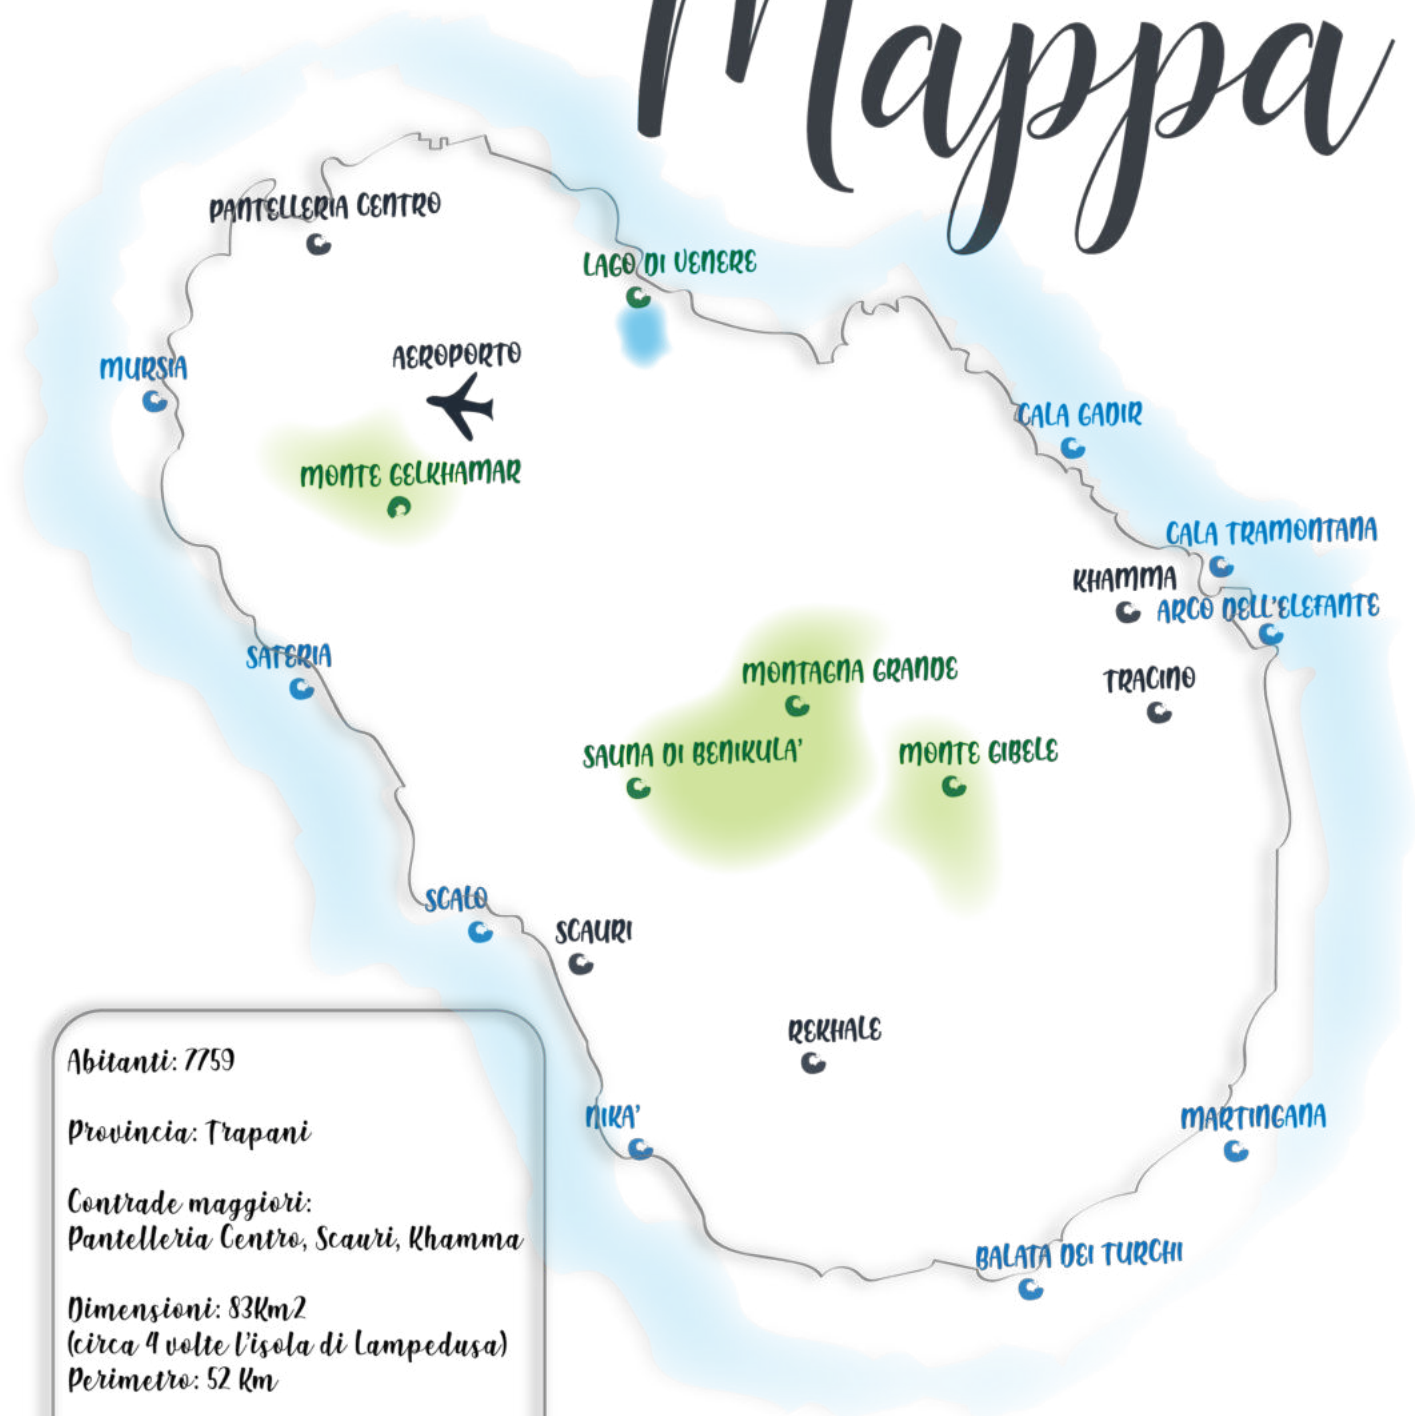 Mappa
PANTELLERIA CENTRO
LAGO DI VENERE
AEROPORTO
MURSIA
CALA GADIR
MONTE GELKHAMAR
CALA TRAMONTANA
KHAMMA
ARCO DELL'ELEFANTE
SATERIA
MONTAGNA GRANDE
TRACINO
SAUNA DI BENIKULA'
MONTE GIBELE
SCALO
SCAURI
REKHALE
NIKA'
MARTINGANA
BALATA DEI TURCHI
Abitanti: 7759
Provincia: Trapani
Contrade maggiori:
Pantelleria Centro, Scauri, Khamma
Dimensioni: 83Km2
(circa 4 volte l'isola di Lampedusa)
Perimetro: 52 Km